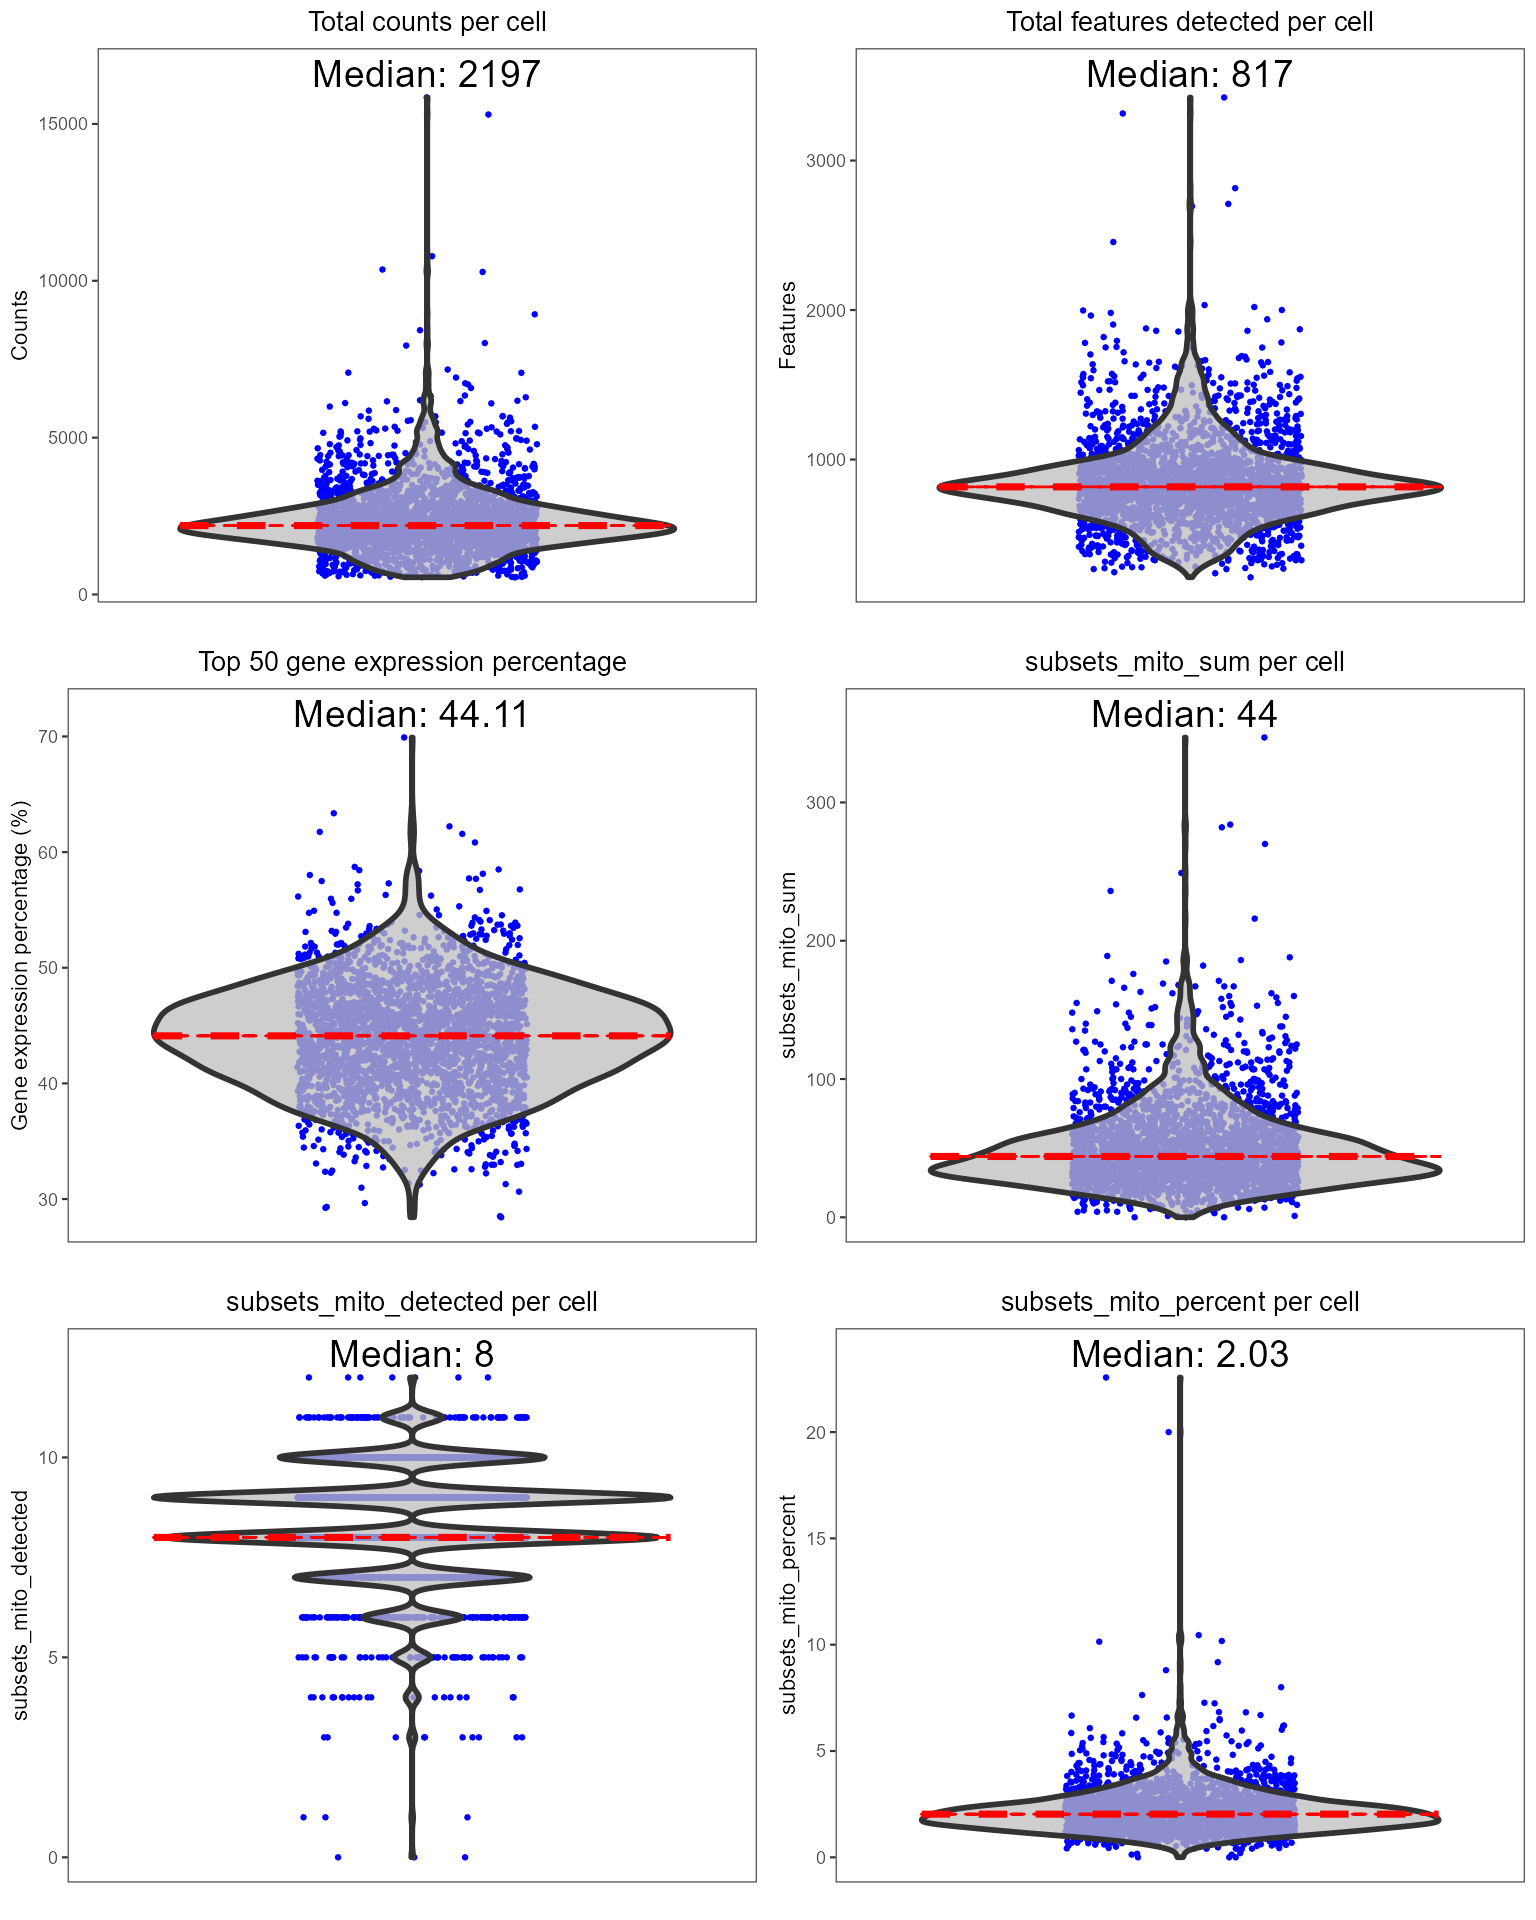 Total counts per cell
Median: 2197
Counts
15000
10000
5000
0
Total features detected per cell
Median: 817
Features
3000
2000
1000
Top 50 gene expression percentage
Median: 44.11
Gene expression percentage (%)
70
60
50
40
30
subsets_mito_sum per cell
Median: 44
subsets_mito_sum
300
200
100
0
subsets_mito_detected per cell
Median: 8
subsets_mito_detected
10
5
0
subsets_mito_percent per cell
Median: 2.03
subsets_mito_percent
20
15
10
5
0